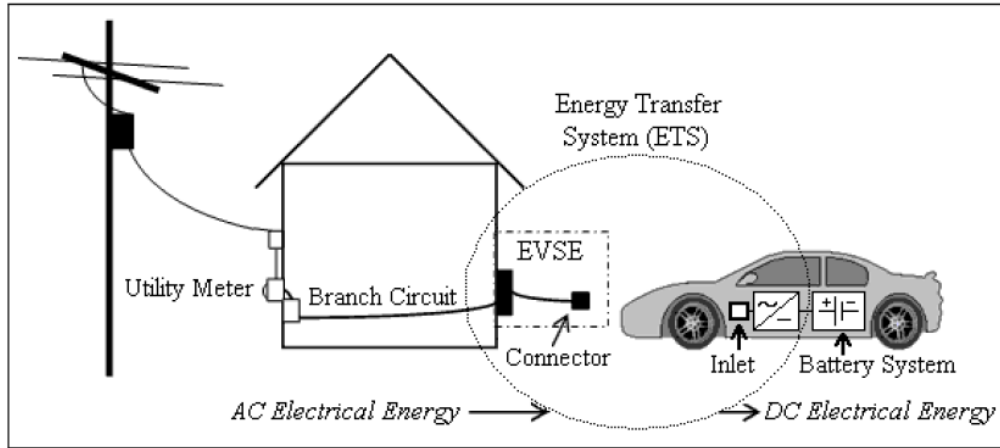 Energy Transfer
System (ETS)
EVSE
Utility Meter
Branch Circuit
Connector
Inlet
Battery System
AC Electrical Energy
DC Electrical Energy